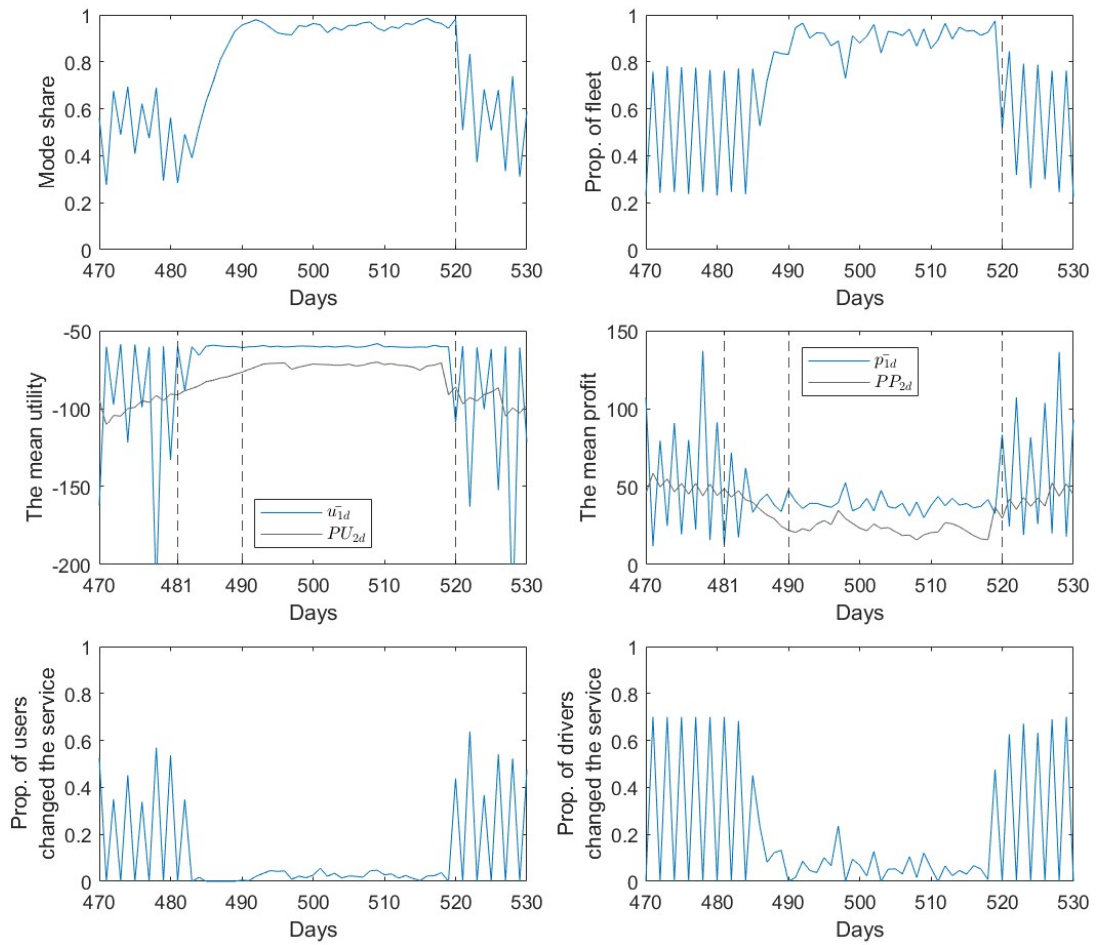 Mode share
1
0.8
0.6
0.4
0.2
0
470 480 490 500 510 520 530
Days
Prop. of fleet
1
0.8
0.6
0.4
0.2
0
470 480 490 500 510 520 530
Days
The mean utility
-50
-100
-150
-200
470 481 490 500 510 520 530
Days
u̅1d
PU2d
The mean profit
150
100
50
0
470 481 490 500 510 520 530
Days
p̅1d
PP2d
Prop. of users
changed the service
1
0.8
0.6
0.4
0.2
0
470 480 490 500 510 520 530
Days
Prop. of drivers
changed the service
1
0.8
0.6
0.4
0.2
0
470 480 490 500 510 520 530
Days